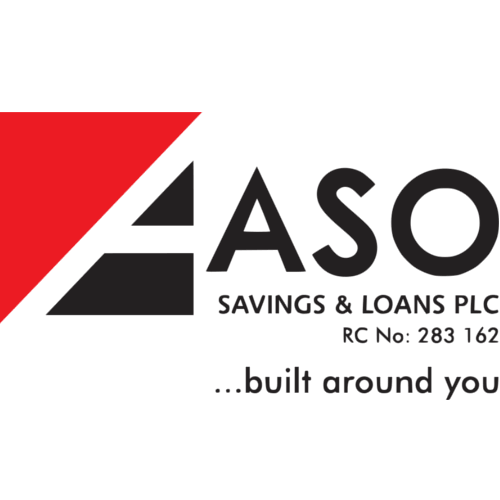 ASO
SAVINGS & LOANS PLC
RC No: 283 162
...built around you